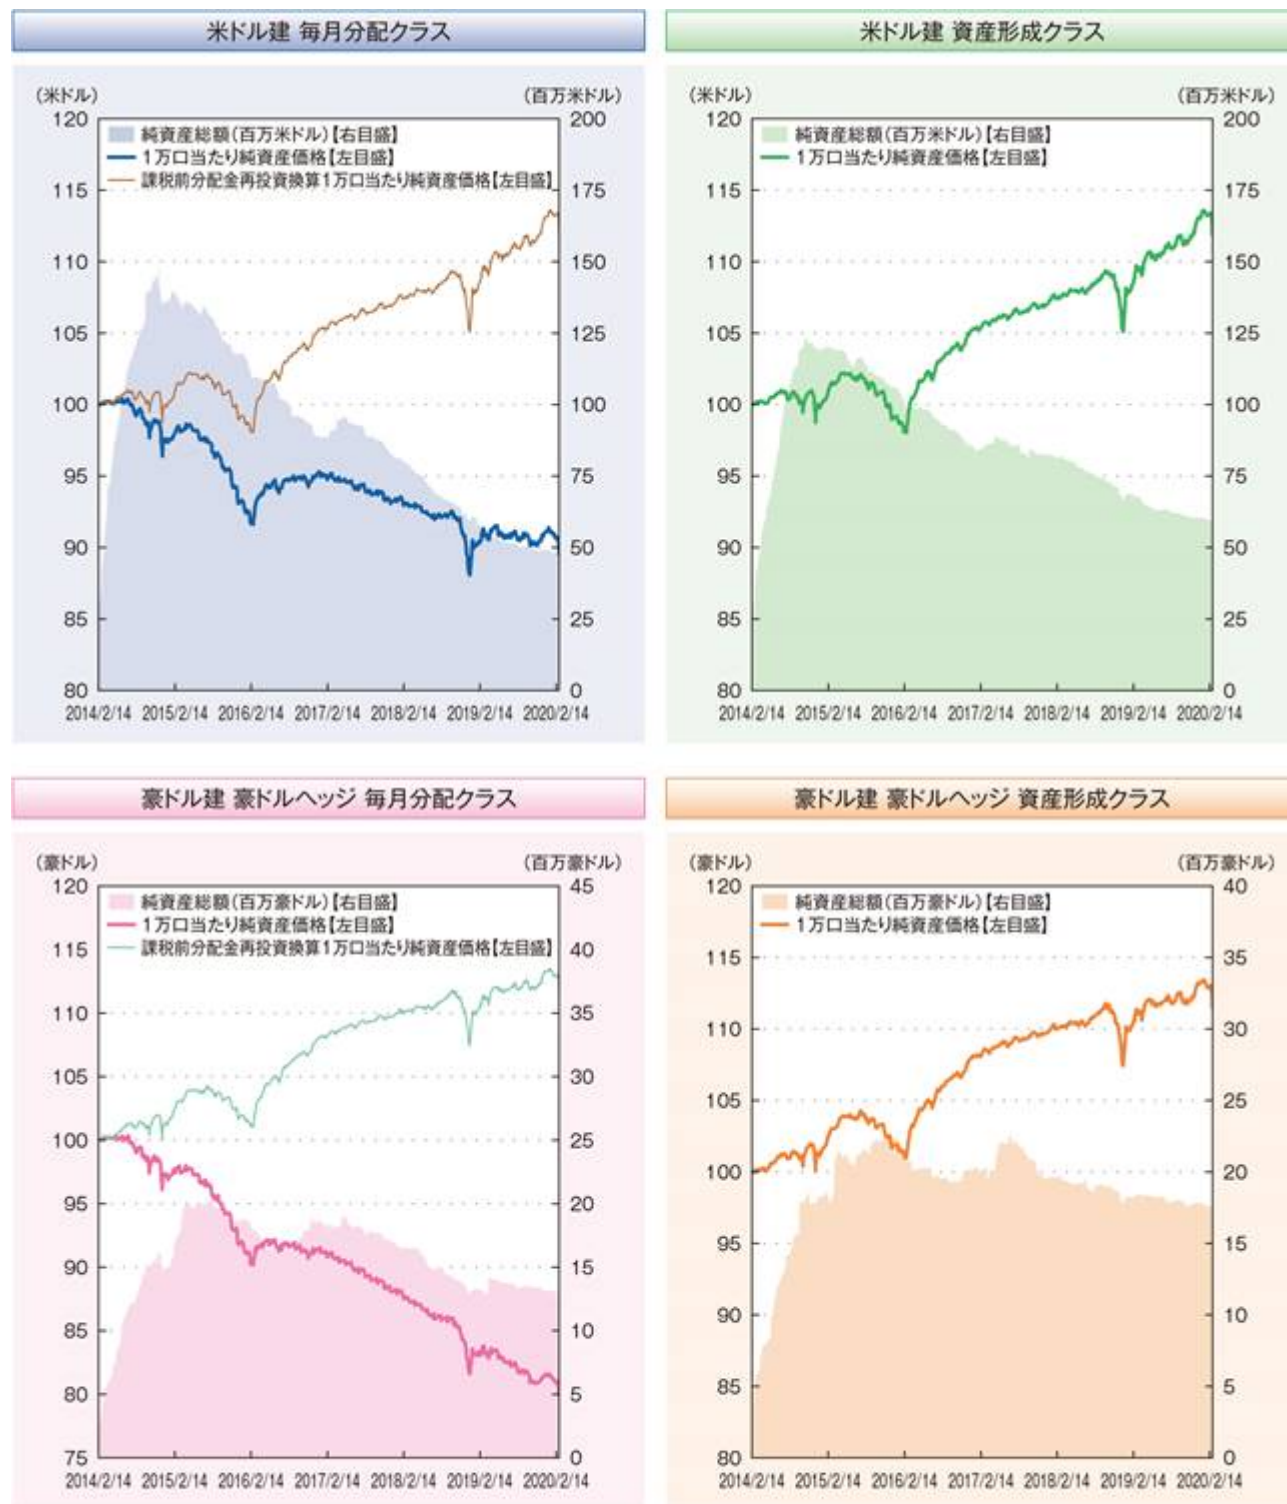 米ドル建 毎月分配クラス
(米ドル)
(百万米ドル)
純資産総額(百万米ドル)【右目盛】
1万口当たり純資産価格【左目盛】
課税前分配金再投資換算1万口当たり純資産価格【左目盛】
120
115
110
105
100
95
90
85
80
200
175
150
125
100
75
50
25
0
2014/2/14 2015/2/14 2016/2/14 2017/2/14 2018/2/14 2019/2/14 2020/2/14
米ドル建 資産形成クラス
(米ドル)
(百万米ドル)
純資産総額(百万米ドル)【右目盛】
1万口当たり純資産価格【左目盛】
120
115
110
105
100
95
90
85
80
200
175
150
125
100
75
50
25
0
2014/2/14 2015/2/14 2016/2/14 2017/2/14 2018/2/14 2019/2/14 2020/2/14
豪ドル建 豪ドルヘッジ 毎月分配クラス
(豪ドル)
(百万豪ドル)
純資産総額(百万豪ドル)【右目盛】
1万口当たり純資産価格【左目盛】
課税前分配金再投資換算1万口当たり純資産価格【左目盛】
120
115
110
105
100
95
90
85
80
75
45
40
35
30
25
20
15
10
5
0
2014/2/14 2015/2/14 2016/2/14 2017/2/14 2018/2/14 2019/2/14 2020/2/14
豪ドル建 豪ドルヘッジ 資産形成クラス
(豪ドル)
(百万豪ドル)
純資産総額(百万豪ドル)【右目盛】
1万口当たり純資産価格【左目盛】
120
115
110
105
100
95
90
85
80
40
35
30
25
20
15
10
5
0
2014/2/14 2015/2/14 2016/2/14 2017/2/14 2018/2/14 2019/2/14 2020/2/14